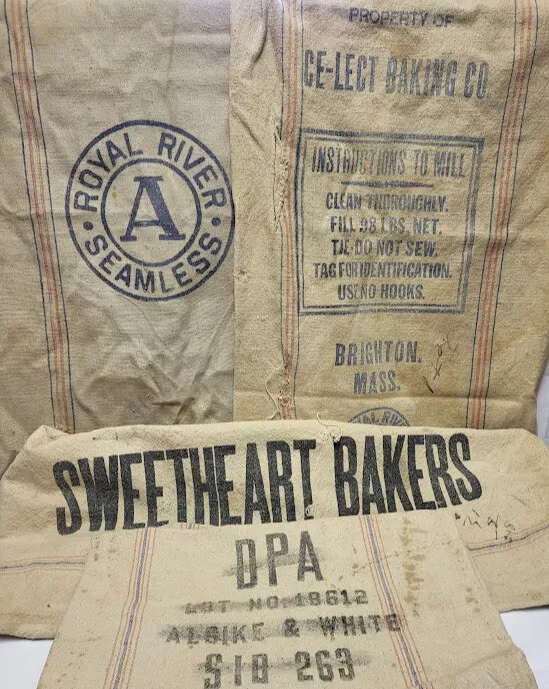 ROYAL RIVER
A
SEAMLESS
PROPERTY OF
CE-LECT BAKING CO
INSTRUCTIONS TO MILL
CLEAN THOROUGHLY.
FILL 98 LBS. NET.
TIE DO NOT SEW.
TAG FOR IDENTIFICATION.
USE NO HOOKS.
BRIGHTON.
MASS.
SWEETHEART BAKERS
DPA
LOT NO. 18612
ALSIKE & WHITE
SIB 263